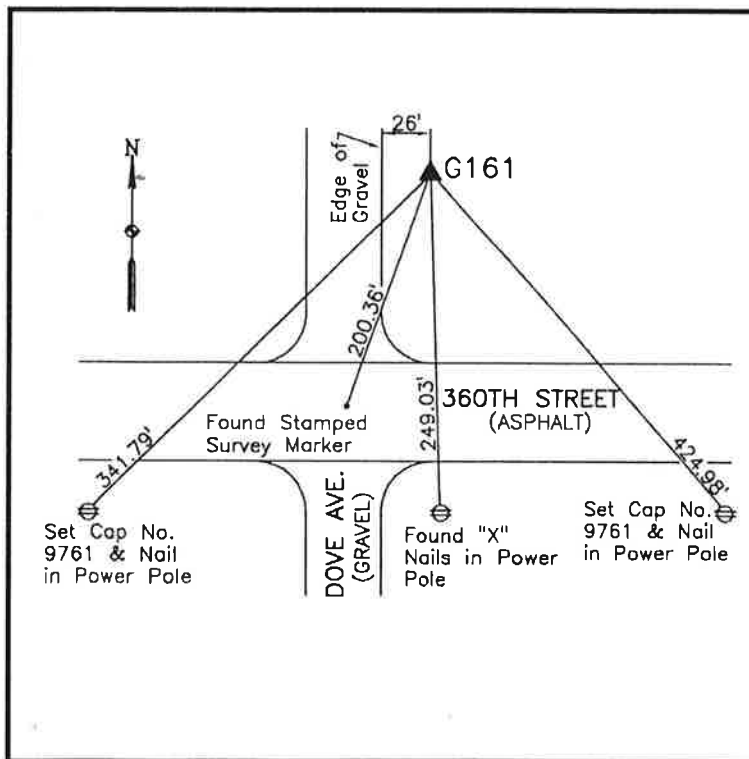 26'
N
G161
Edge of
Gravel
200.36'
249.03'
360TH STREET
(ASPHALT)
Found Stamped
Survey Marker
341.79'
424.98'
Set Cap No.
9761 & Nail
in Power Pole
DOVE AVE.
(GRAVEL)
Found "X"
Nails in Power
Pole
Set Cap No.
9761 & Nail
in Power Pole